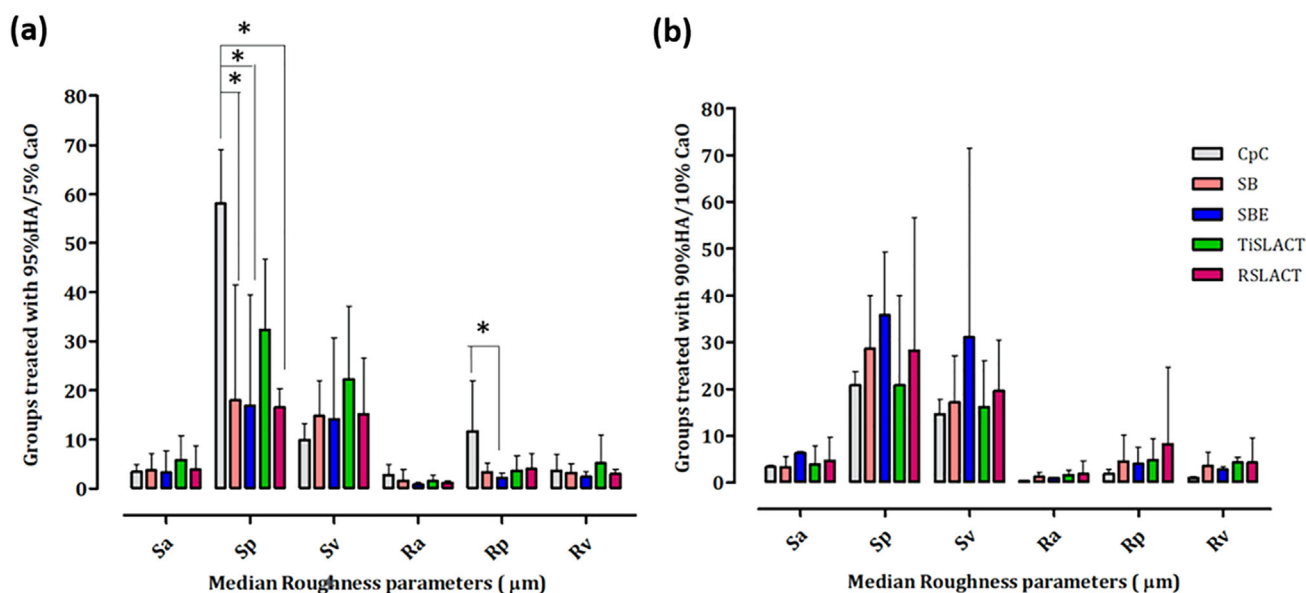 (a)
*
*
*
*
Groups treated with 95%HA/5% CaO
80
70
60
50
40
30
20
10
0
Sa
Sp
Sv
Ra
Rp
Rv
Median Roughness parameters ( µm)
(b)
Groups treated with 90%HA/10% CaO
80
70
60
50
40
30
20
10
0
Sa
Sp
Sv
Ra
Rp
Rv
Median Roughness parameters ( µm)
CpC
SB
SBE
TiSLACT
RSLACT